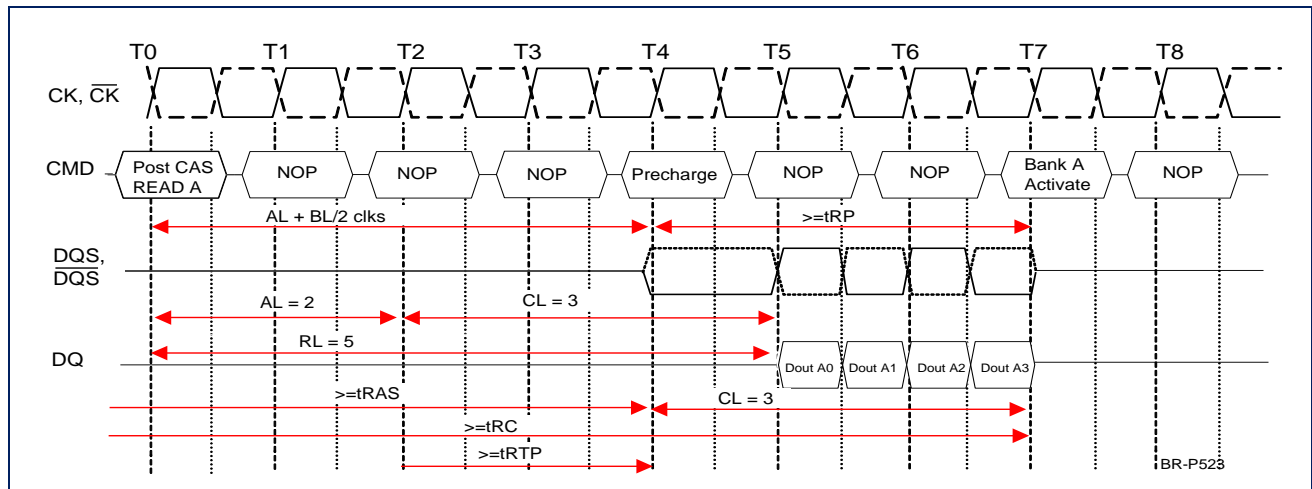 T0 T1 T2 T3 T4 T5 T6 T7 T8
CK, CK
CMD
Post CAS
READ A
NOP
NOP
NOP
Precharge
NOP
NOP
Bank A
Activate
NOP
AL + BL/2 clks
>=tRP
DQS,
DQS
AL = 2
CL = 3
RL = 5
DQ
Dout A0
Dout A1
Dout A2
Dout A3
>=tRAS
CL = 3
>=tRC
>=tRTP
BR-P523